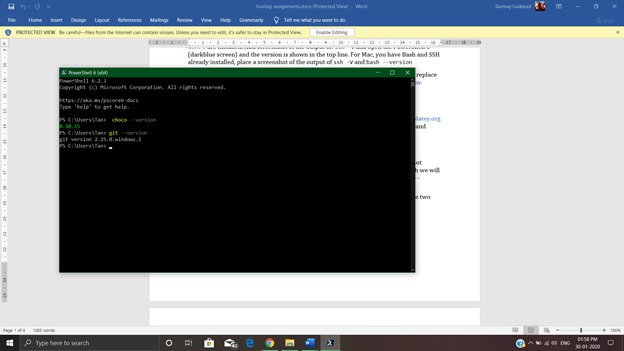 tooling-assignments.docx (Protected View) - Word
Tanmay Gaikwad
File Home Insert Design Layout References Mailings Review View Help Grammarly Tell me what you want to do Share
PROTECTED VIEW Be careful—files from the Internet can contain viruses. Unless you need to edit, it's safer to stay in Protected View. Enable Editing
(darkblue screen) and the version is shown in the top line. For Mac, you have Bash and SSH
already installed, place a screenshot of the output of ssh -V and bash --version
PowerShell 6 (x64)
PowerShell 6.2.3
Copyright (c) Microsoft Corporation. All rights reserved.
https://aka.ms/pscore6-docs
Type 'help' to get help.
PS C:\Users\Tan> choco --version
0.10.15
PS C:\Users\Tan> git --version
git version 2.25.0.windows.1
PS C:\Users\Tan>
replace
latey.org
and
h we will
e two
Page 1 of 4 1085 words
100%
Type here to search
ENG
01:58 PM
30-01-2020